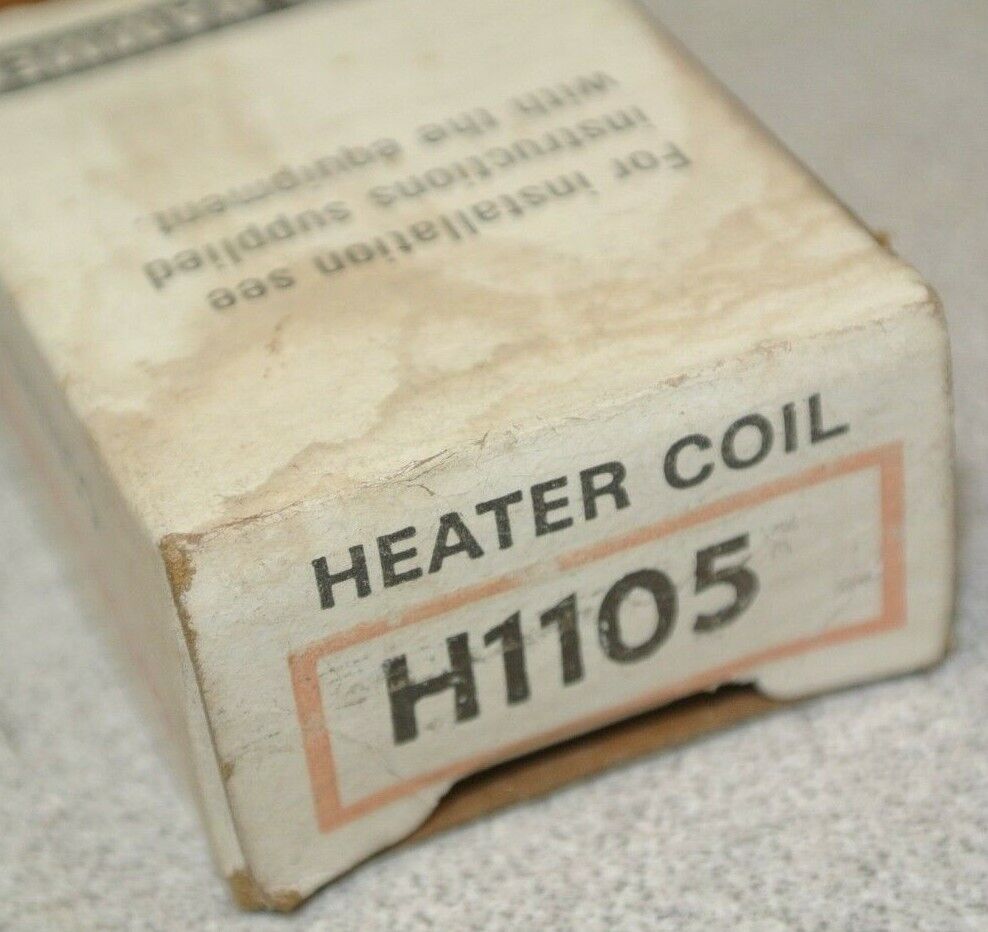 For installation see
instructions supplied
with the equipment.
HEATER COIL
H1105